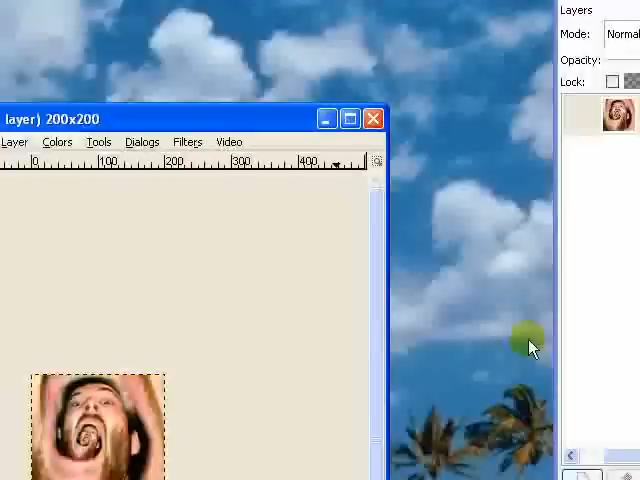 Layers
Mode: Normal
Opacity:
Lock:
layer) 200x200
Layer Colors Tools Dialogs Filters Video
0 100 200 300 400